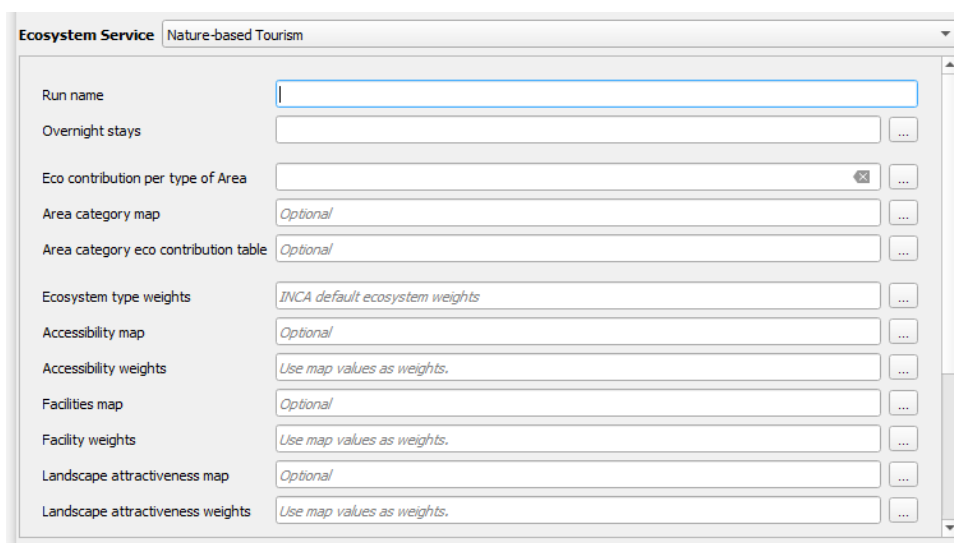 Ecosystem Service Nature-based Tourism
Run name
Overnight stays ...
Eco contribution per type of Area ...
Area category map Optional ...
Area category eco contribution table Optional ...
Ecosystem type weights INCA default ecosystem weights ...
Accessibility map Optional ...
Accessibility weights Use map values as weights. ...
Facilities map Optional ...
Facility weights Use map values as weights. ...
Landscape attractiveness map Optional ...
Landscape attractiveness weights Use map values as weights. ...